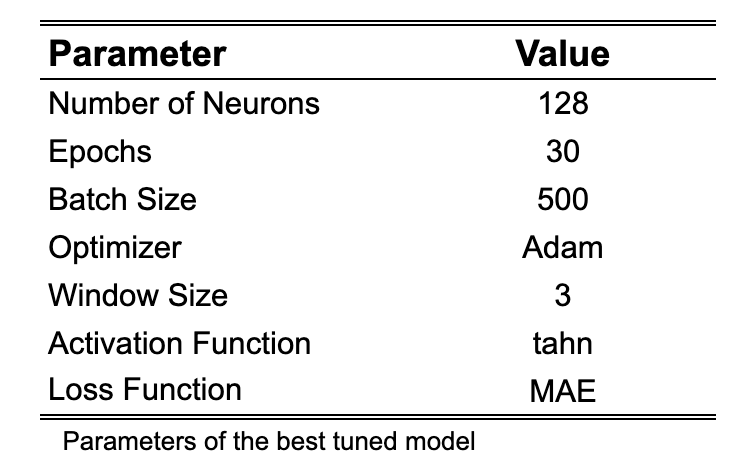 Parameter Value
Number of Neurons 128
Epochs 30
Batch Size 500
Optimizer Adam
Window Size 3
Activation Function tahn
Loss Function MAE
Parameters of the best tuned model